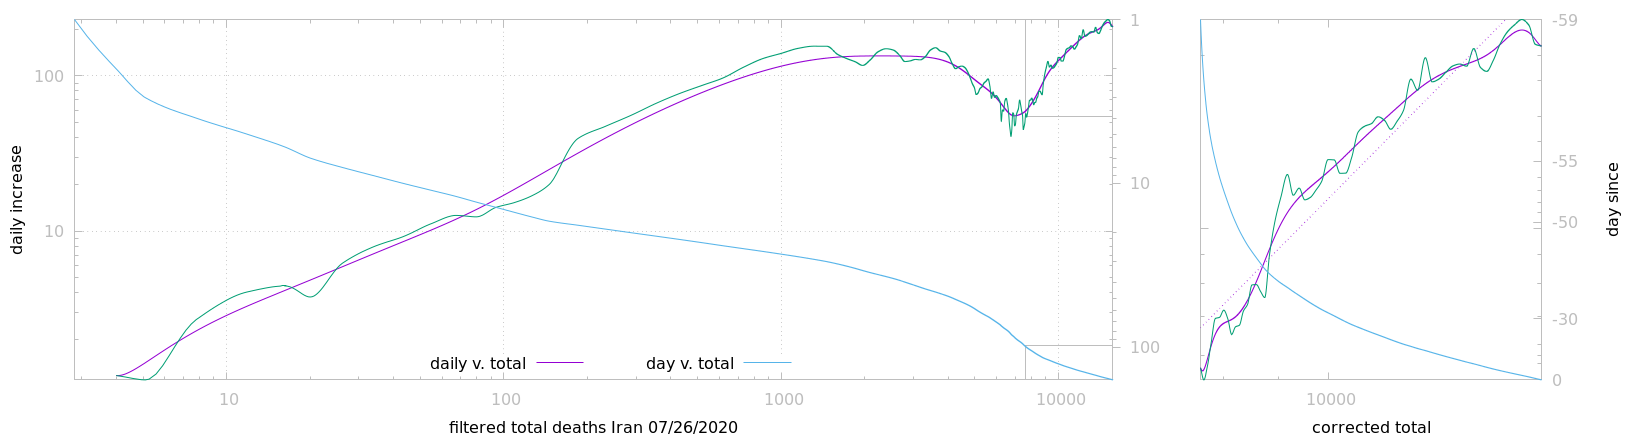 daily increase
100
10
daily v. total
day v. total
1
10
100
10
100
1000
10000
filtered total deaths Iran 07/26/2020
-59
-55
-50
-30
0
day since
10000
corrected total